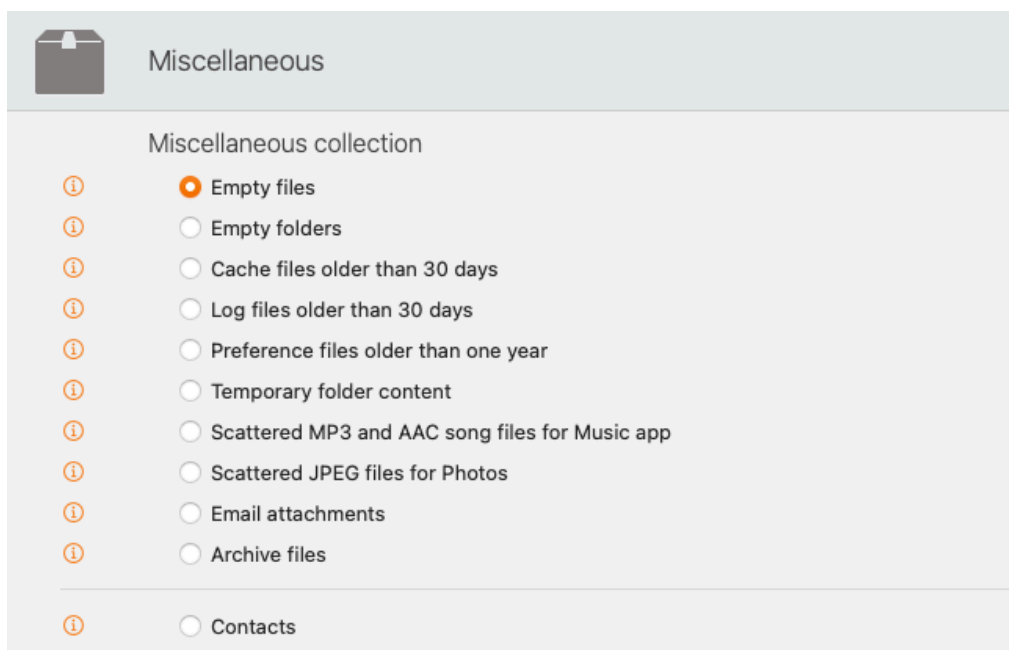 Miscellaneous
Miscellaneous collection
Empty files
Empty folders
Cache files older than 30 days
Log files older than 30 days
Preference files older than one year
Temporary folder content
Scattered MP3 and AAC song files for Music app
Scattered JPEG files for Photos
Email attachments
Archive files
Contacts